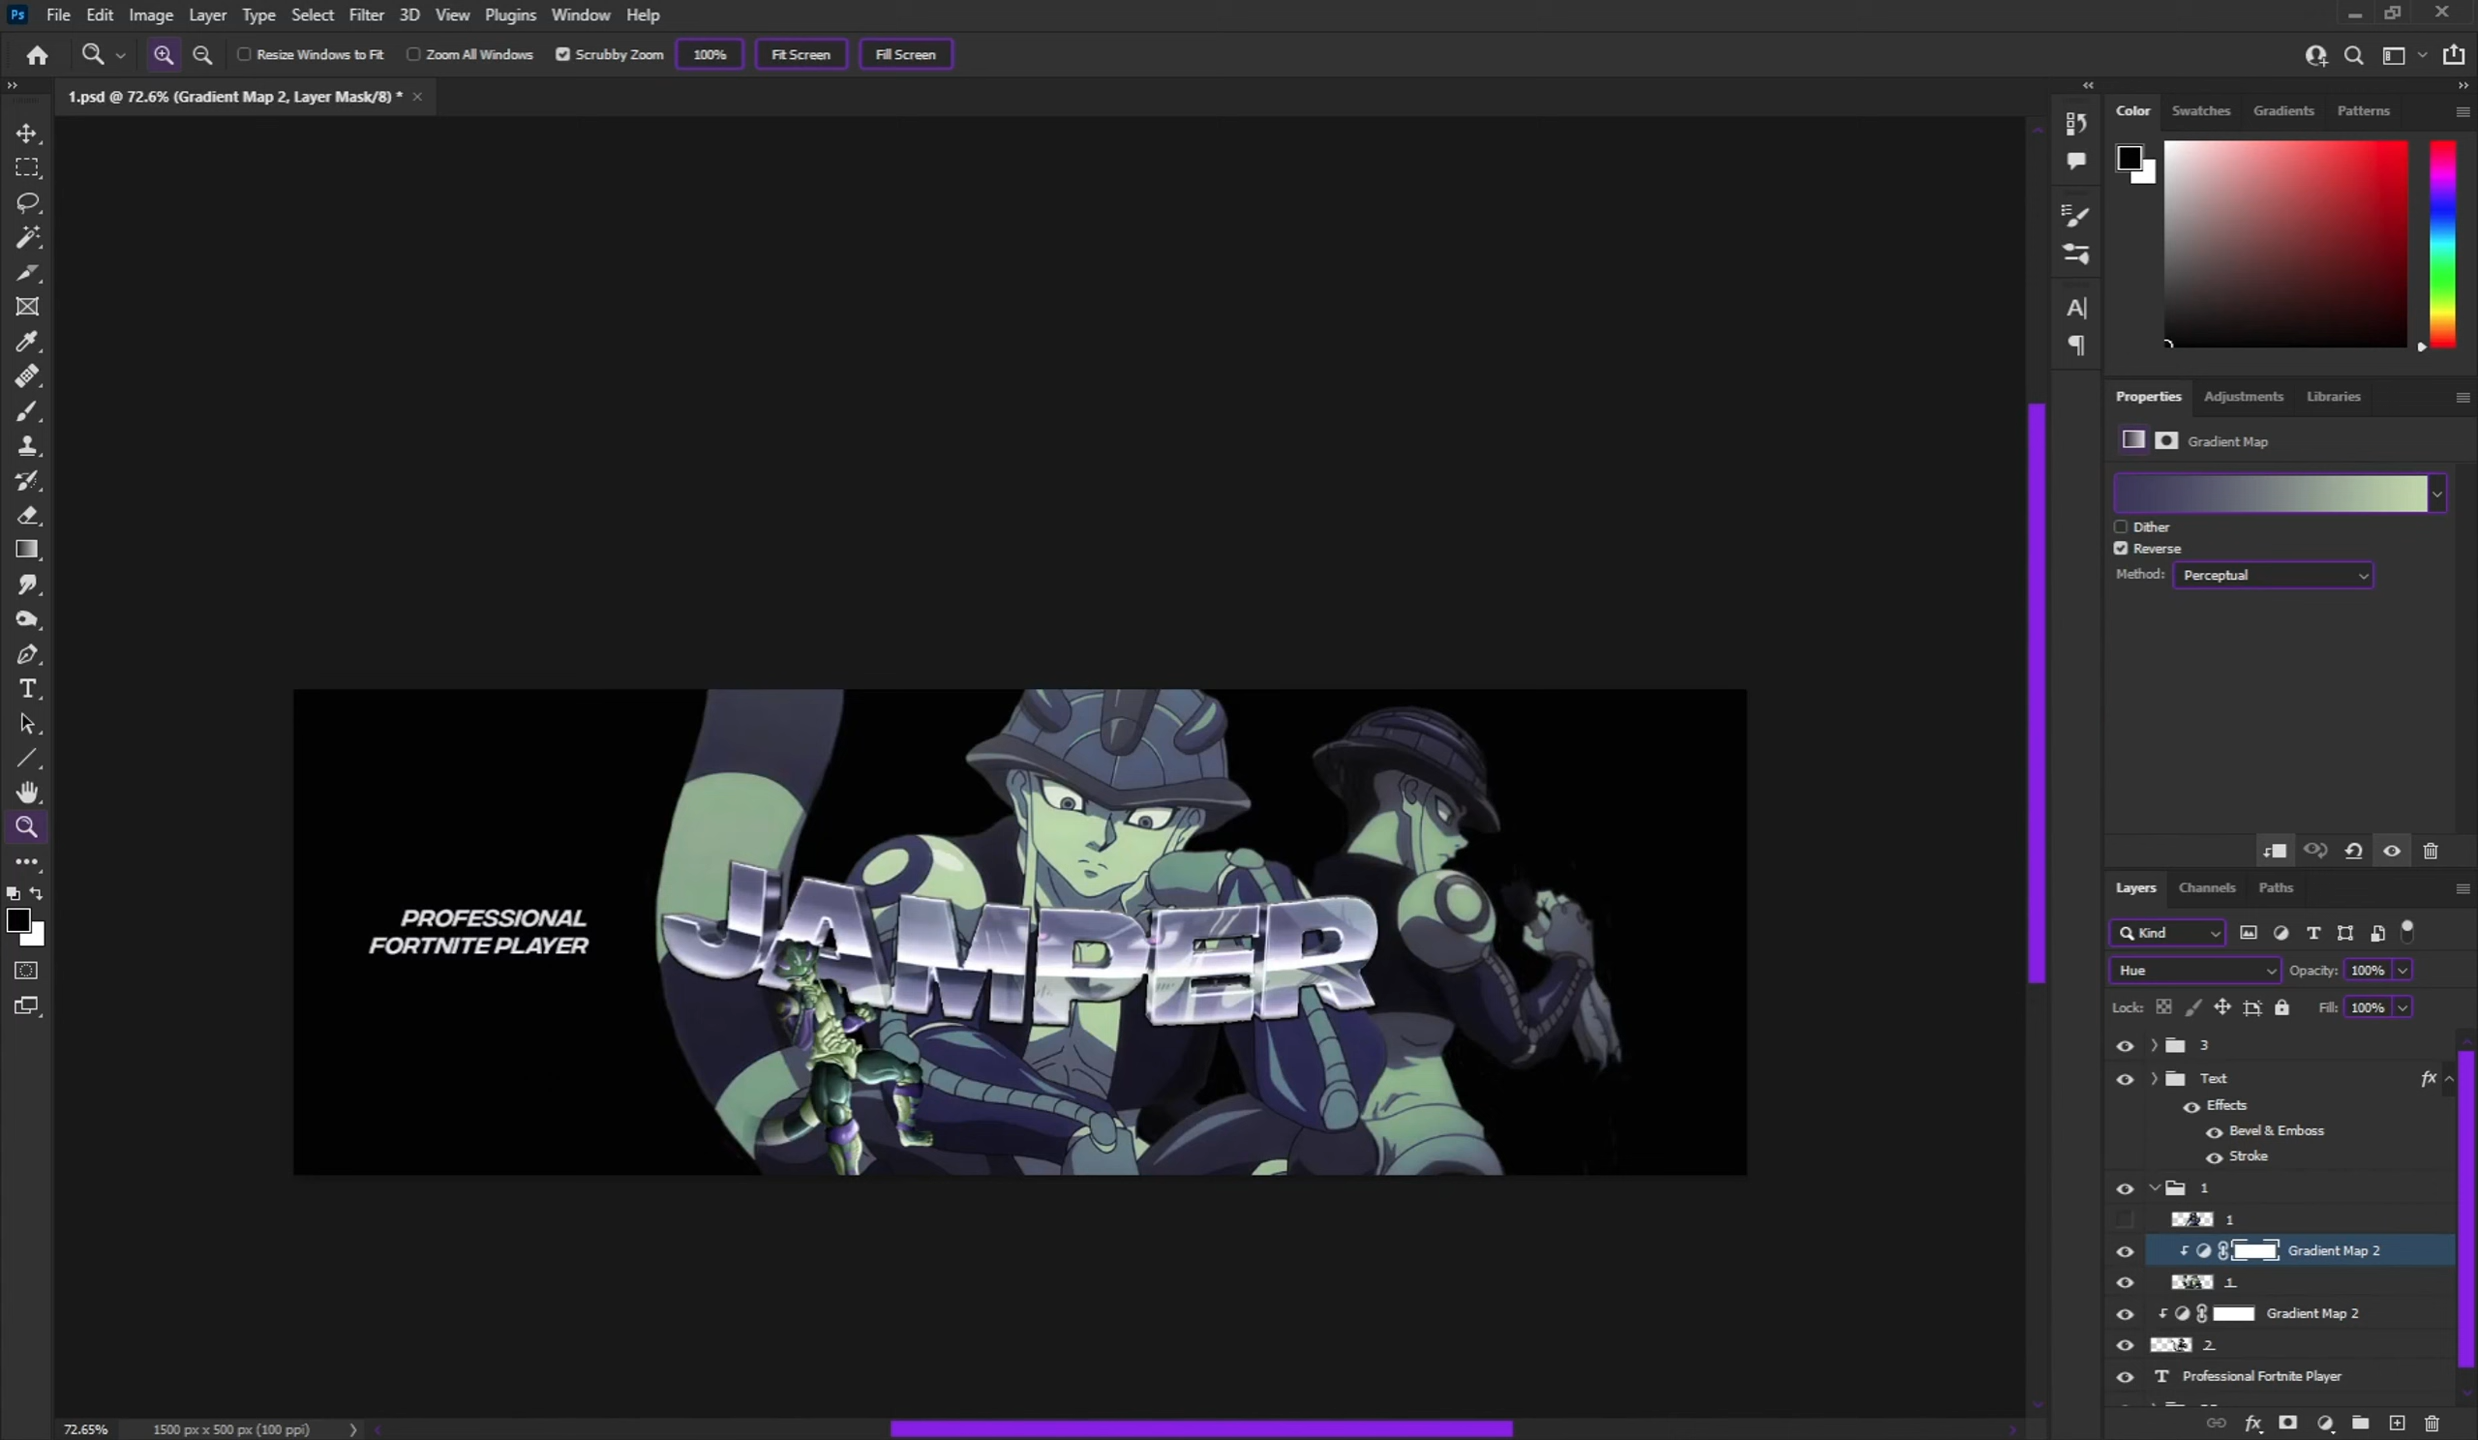 Ps File Edit Image Layer Type Select Filter 3D View Plugins Window Help
Resize Windows to Fit Zoom All Windows Scrubby Zoom 100% Fit Screen Fill Screen
1.psd @ 72.6% (Gradient Map 2, Layer Mask/8) *
Color Swatches Gradients Patterns
Properties Adjustments Libraries
Gradient Map
Dither
Reverse
Method: Perceptual
PROFESSIONAL
FORTNITE PLAYER
JAMPER
Layers Channels Paths
Kind
Hue Opacity: 100%
Lock: Fill: 100%
3
Text fx
Effects
Bevel & Emboss
Stroke
1
1
Gradient Map 2
1
Gradient Map 2
2
Professional Fortnite Player
72.65% 1500 px x 500 px (100 ppi)
fx